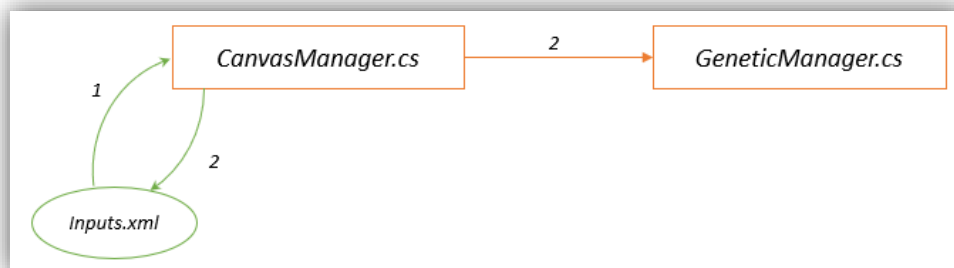 CanvasManager.cs
2
GeneticManager.cs
1
2
Inputs.xml